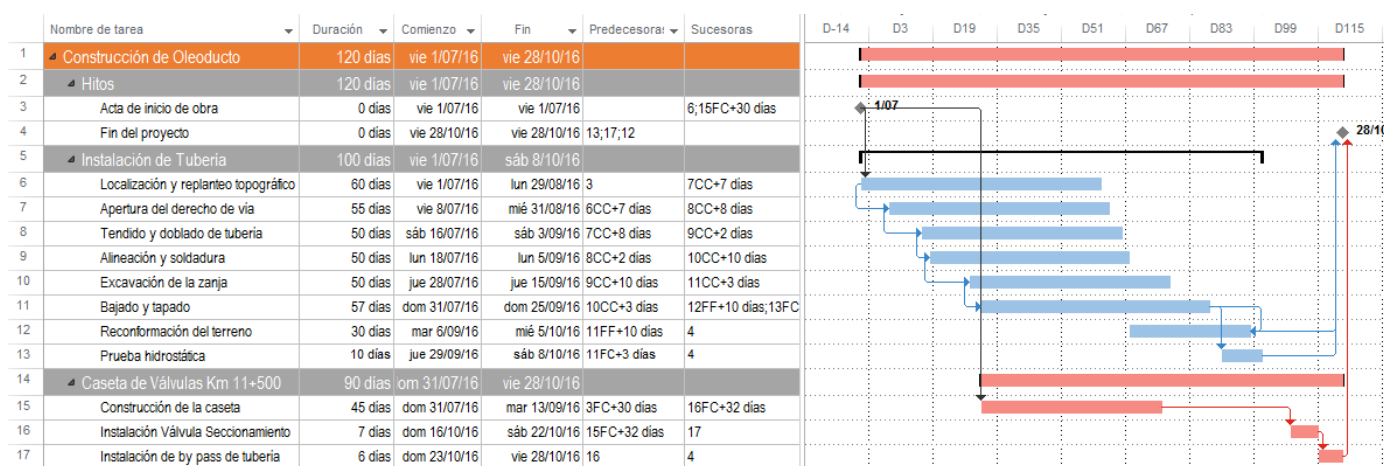 Nombre de tarea Duración Comienzo Fin Predecesora: Sucesoras D-14 D3 D19 D35 D51 D67 D83 D99 D115
1 Construcción de Oleoducto 120 días vie 1/07/16 vie 28/10/16
2 Hitos 120 días vie 1/07/16 vie 28/10/16
3 Acta de inicio de obra 0 días vie 1/07/16 vie 1/07/16 6;15FC+30 días 1/07
4 Fin del proyecto 0 días vie 28/10/16 vie 28/10/16 13;17;12 28/10
5 Instalación de Tubería 100 días vie 1/07/16 sáb 8/10/16
6 Localización y replanteo topográfico 60 días vie 1/07/16 lun 29/08/16 3 7CC+7 días
7 Apertura del derecho de vía 55 días vie 8/07/16 mié 31/08/16 6CC+7 días 8CC+8 días
8 Tendido y doblado de tubería 50 días sáb 16/07/16 sáb 3/09/16 7CC+8 días 9CC+2 días
9 Alineación y soldadura 50 días lun 18/07/16 lun 5/09/16 8CC+2 días 10CC+10 días
10 Excavación de la zanja 50 días jue 28/07/16 jue 15/09/16 9CC+10 días 11CC+3 días
11 Bajado y tapado 57 días dom 31/07/16 dom 25/09/16 10CC+3 días 12FF+10 días;13FC
12 Reconformación del terreno 30 días mar 6/09/16 mié 5/10/16 11FF+10 días 4
13 Prueba hidrostática 10 días jue 29/09/16 sáb 8/10/16 11FC+3 días 4
14 Caseta de Válvulas Km 11+500 90 días om 31/07/16 vie 28/10/16
15 Construcción de la caseta 45 días dom 31/07/16 mar 13/09/16 3FC+30 días 16FC+32 días
16 Instalación Válvula Seccionamiento 7 días dom 16/10/16 sáb 22/10/16 15FC+32 días 17
17 Instalación de by pass de tubería 6 días dom 23/10/16 vie 28/10/16 16 4